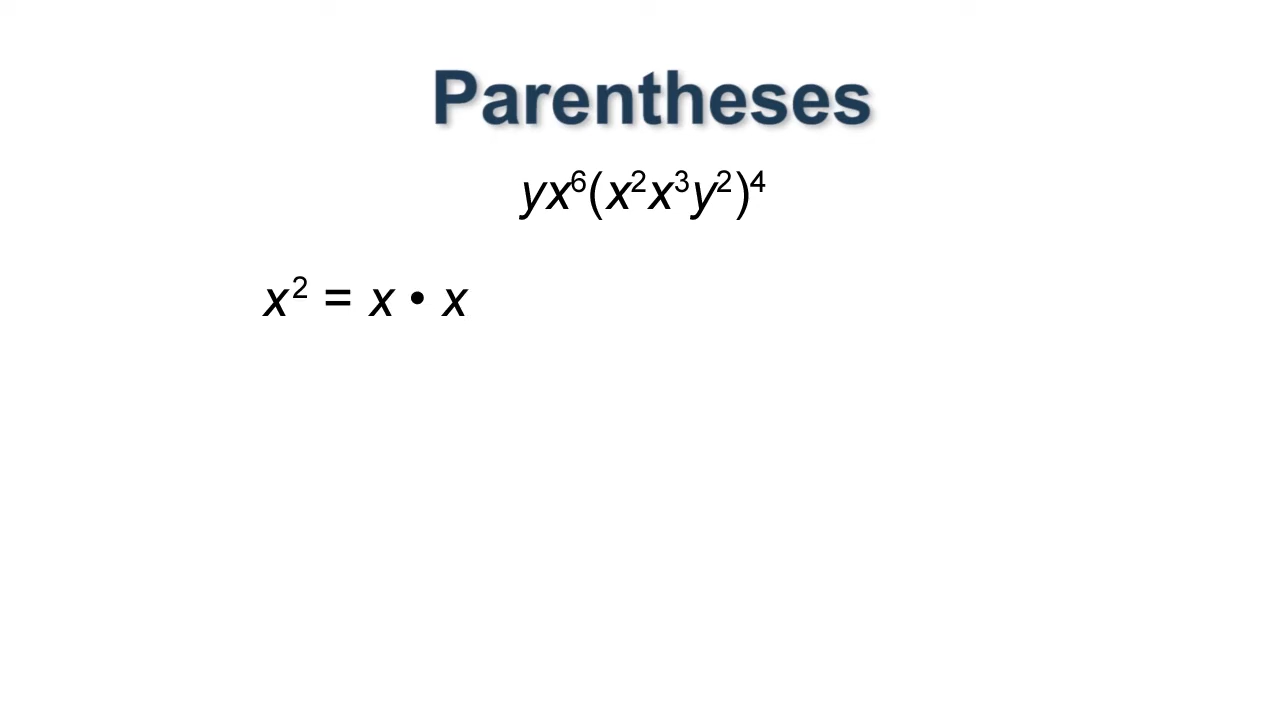 Parentheses
yx⁶(x²x³y²)⁴
x² = x • x